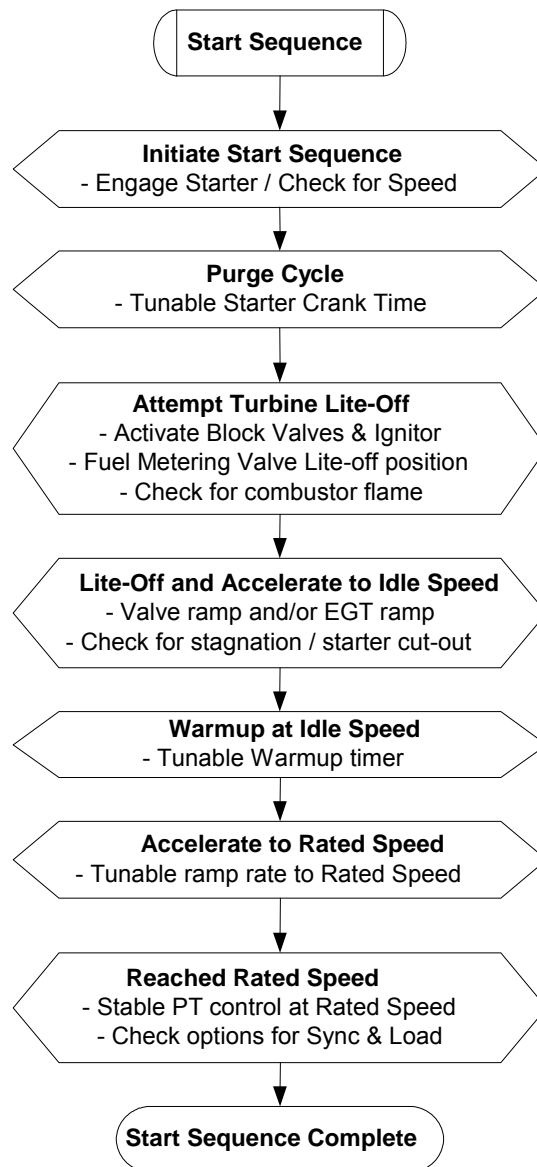 Start Sequence
Initiate Start Sequence
- Engage Starter / Check for Speed
Purge Cycle
- Tunable Starter Crank Time
Attempt Turbine Lite-Off
- Activate Block Valves & Ignitor
- Fuel Metering Valve Lite-off position
- Check for combustor flame
Lite-Off and Accelerate to Idle Speed
- Valve ramp and/or EGT ramp
- Check for stagnation / starter cut-out
Warmup at Idle Speed
- Tunable Warmup timer
Accelerate to Rated Speed
- Tunable ramp rate to Rated Speed
Reached Rated Speed
- Stable PT control at Rated Speed
- Check options for Sync & Load
Start Sequence Complete